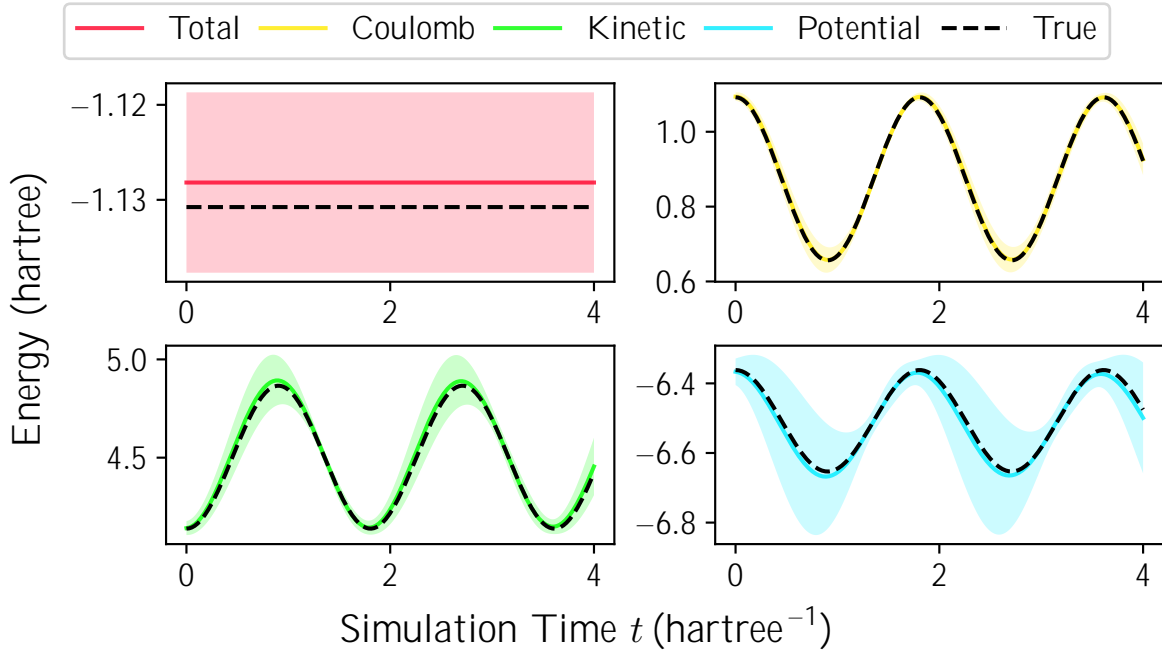 Total Coulomb Kinetic Potential True
Energy (hartree)
−1.12
−1.13
0 2 4
1.0
0.8
0.6
0 2 4
5.0
4.5
0 2 4
−6.4
−6.6
−6.8
0 2 4
Simulation Time t (hartree⁻¹)